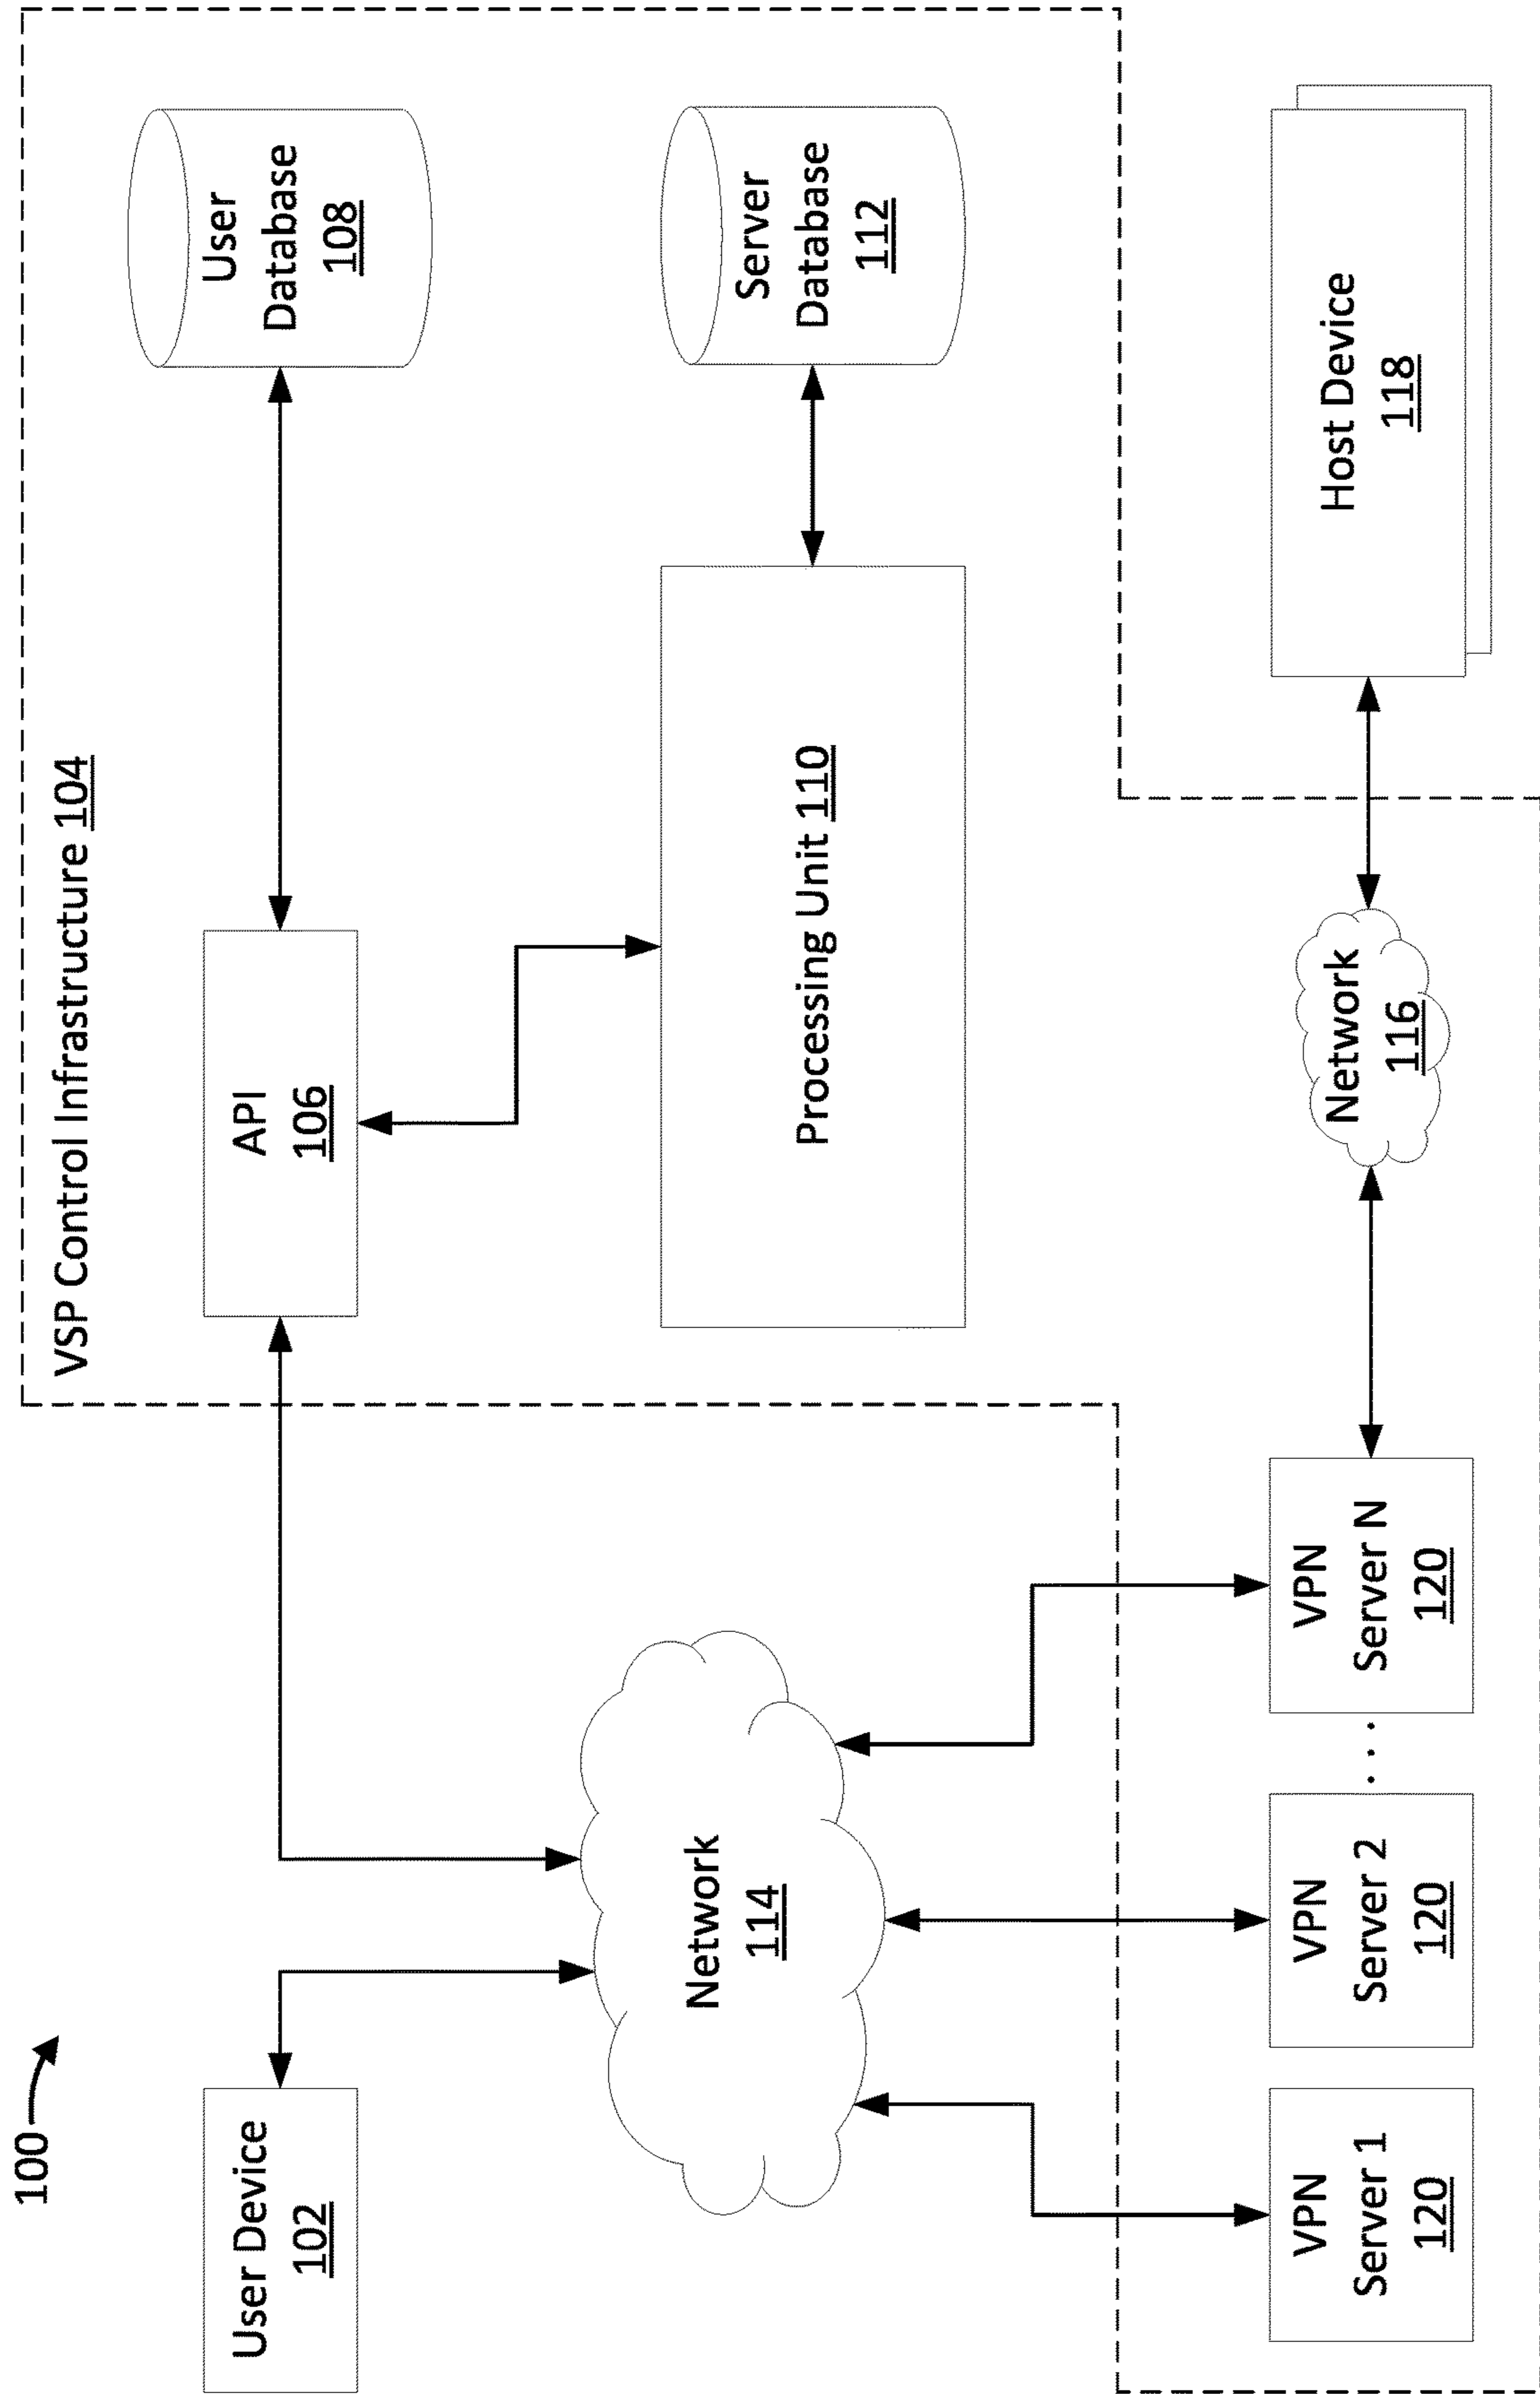 100
User Device
102
VSP Control Infrastructure 104
API
106
User
Database
108
Network
114
Processing Unit 110
Server
Database
112
VPN
Server 1
120
VPN
Server 2
120
. . .
VPN
Server N
120
Network
116
Host Device
118